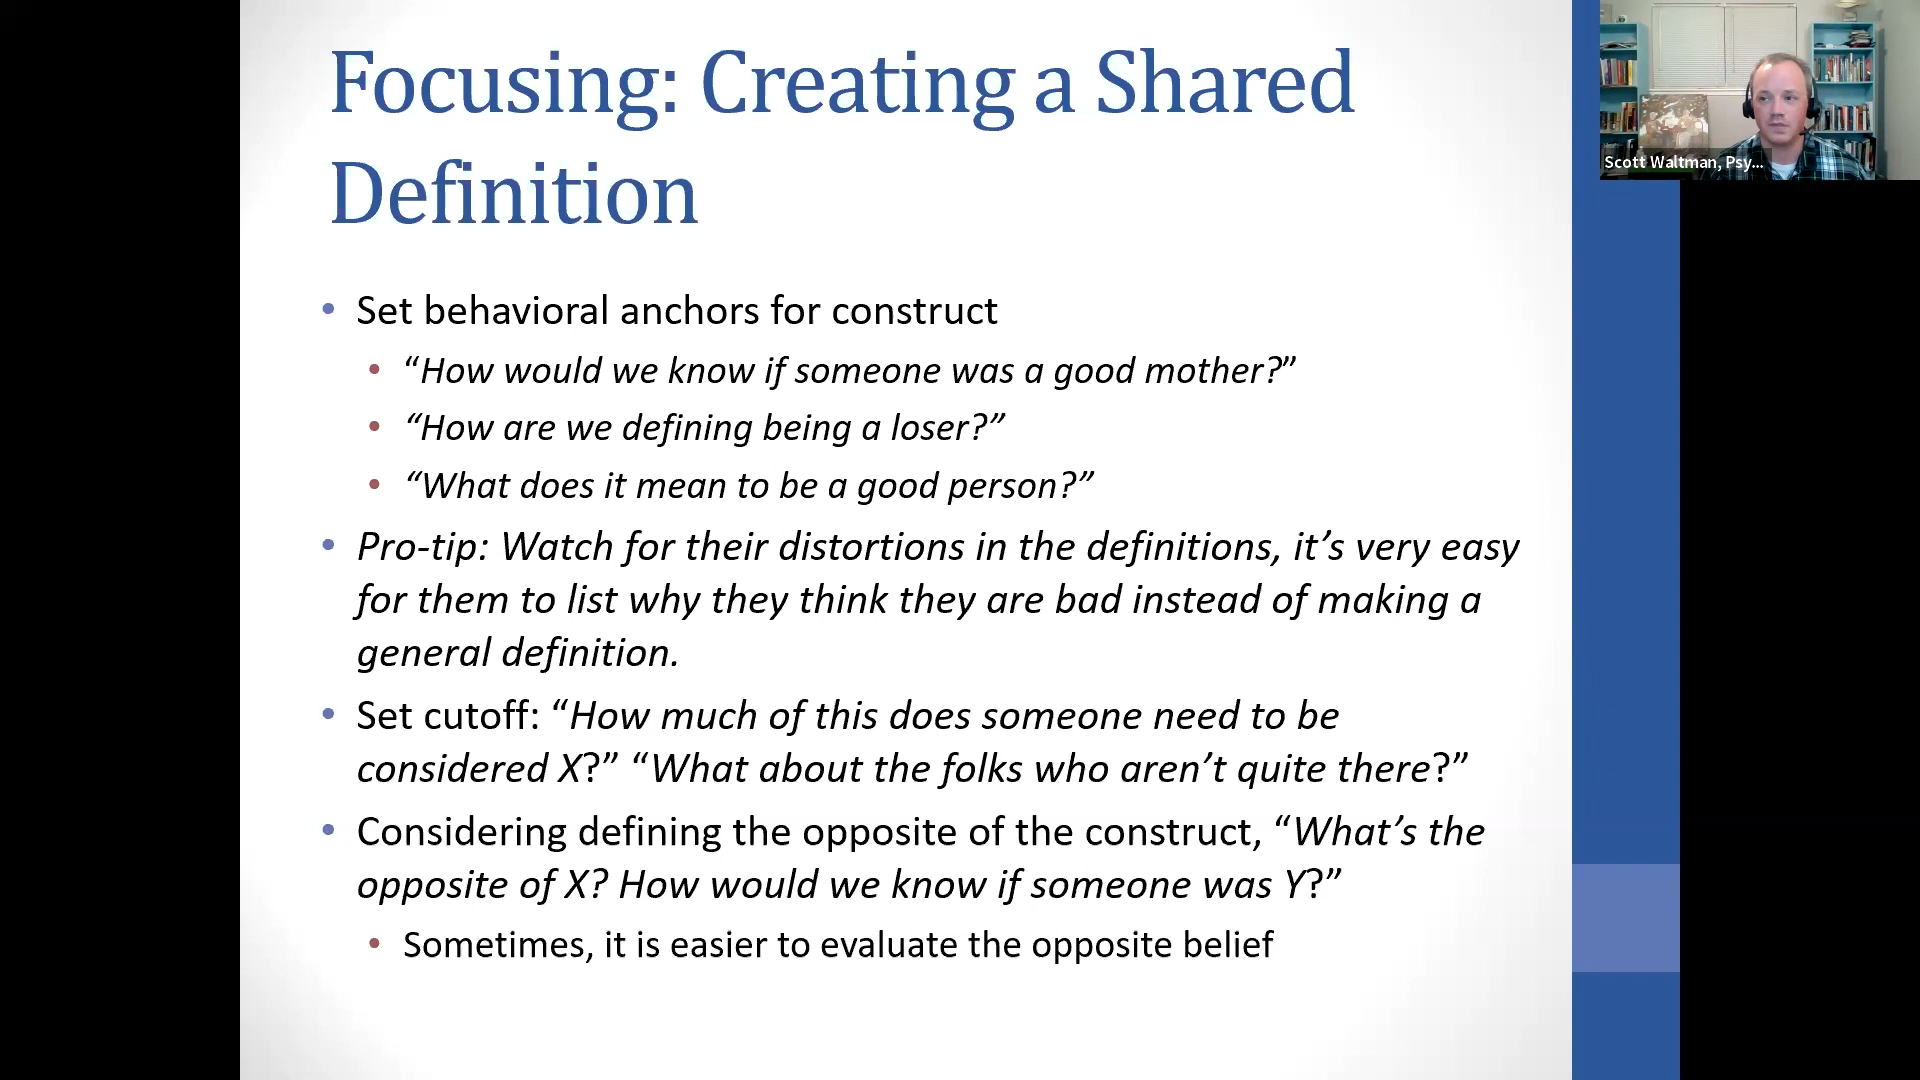 Focusing: Creating a Shared
Definition
• Set behavioral anchors for construct
• “How would we know if someone was a good mother?”
• “How are we defining being a loser?”
• “What does it mean to be a good person?”
• Pro-tip: Watch for their distortions in the definitions, it’s very easy
for them to list why they think they are bad instead of making a
general definition.
• Set cutoff: “How much of this does someone need to be
considered X?” “What about the folks who aren’t quite there?”
• Considering defining the opposite of the construct, “What’s the
opposite of X? How would we know if someone was Y?”
• Sometimes, it is easier to evaluate the opposite belief
Scott Waltman, Psy...